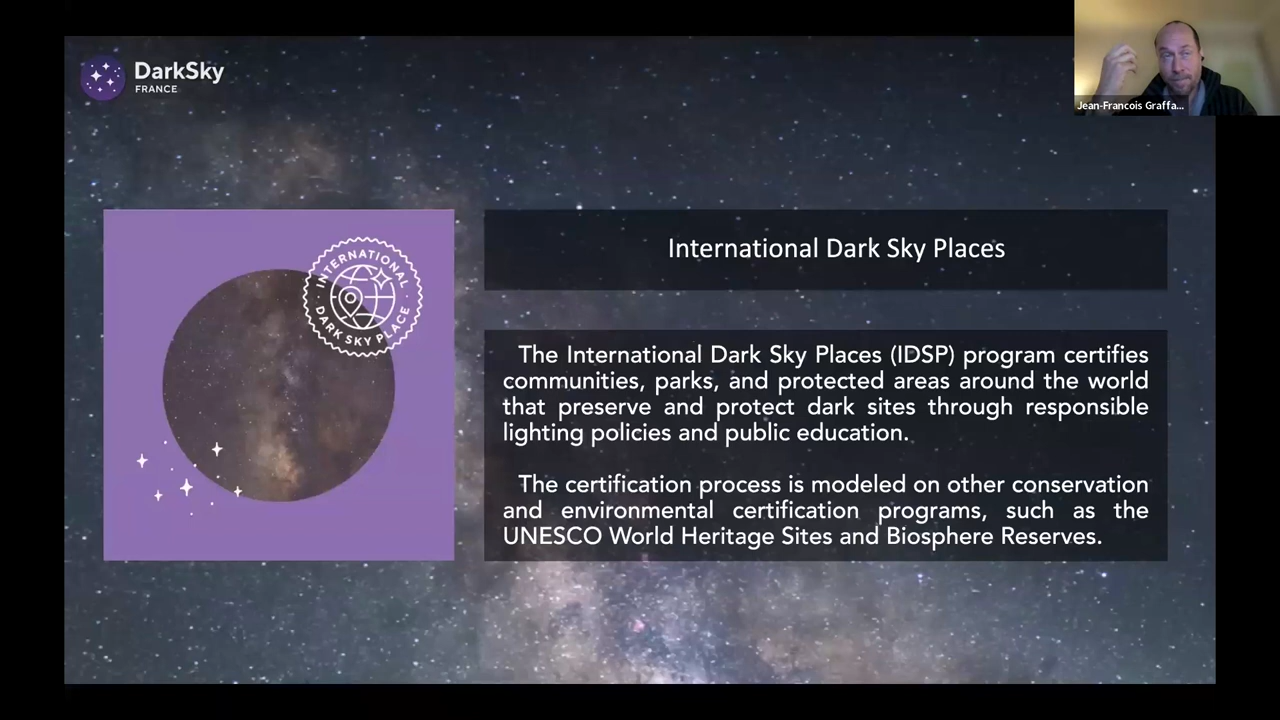 DarkSky
FRANCE
Jean-Francois Graffa...
INTERNATIONAL
DARK SKY PLACE
International Dark Sky Places
The International Dark Sky Places (IDSP) program certifies
communities, parks, and protected areas around the world
that preserve and protect dark sites through responsible
lighting policies and public education.
The certification process is modeled on other conservation
and environmental certification programs, such as the
UNESCO World Heritage Sites and Biosphere Reserves.